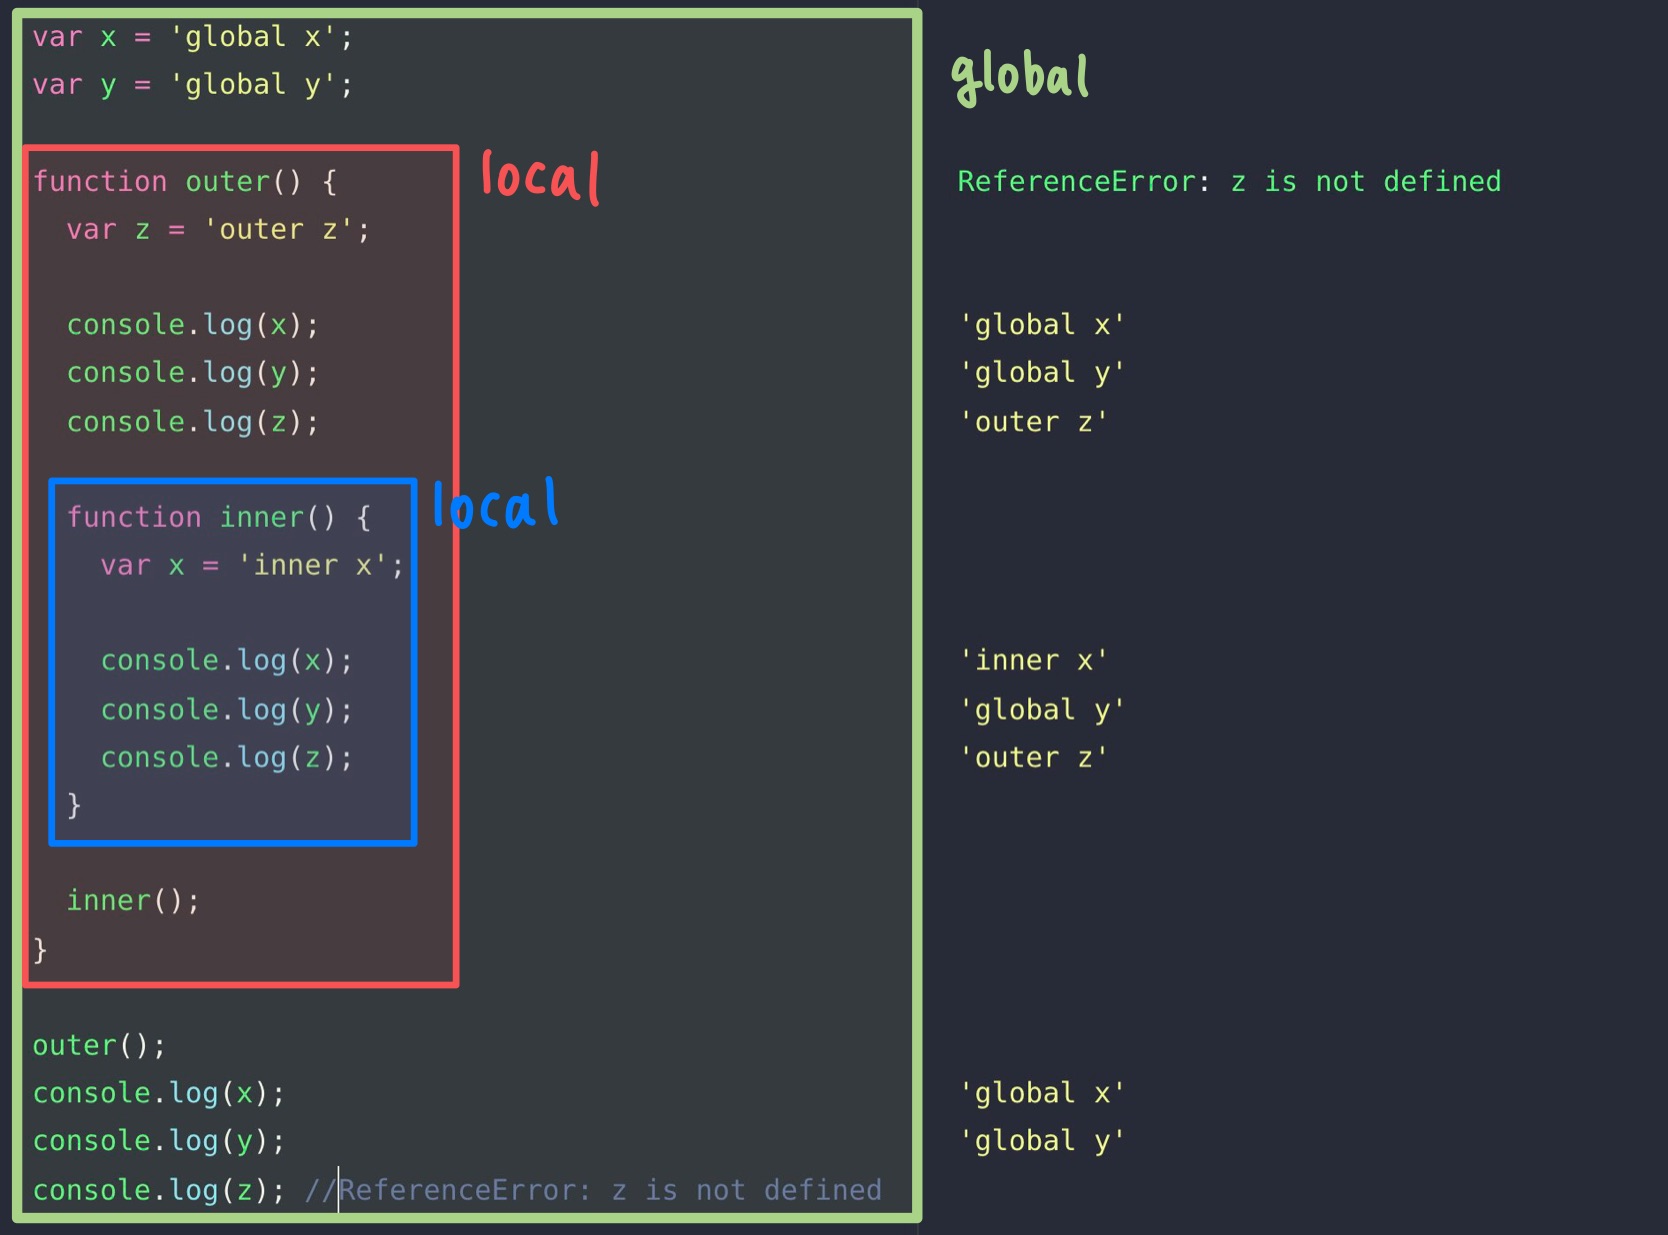 var x = 'global x';
var y = 'global y';
global
function outer() {
local
ReferenceError: z is not defined
var z = 'outer z';
console.log(x);
'global x'
console.log(y);
'global y'
console.log(z);
'outer z'
function inner() {
local
var x = 'inner x';
console.log(x);
'inner x'
console.log(y);
'global y'
console.log(z);
'outer z'
}
inner();
}
outer();
console.log(x);
'global x'
console.log(y);
'global y'
console.log(z); //ReferenceError: z is not defined